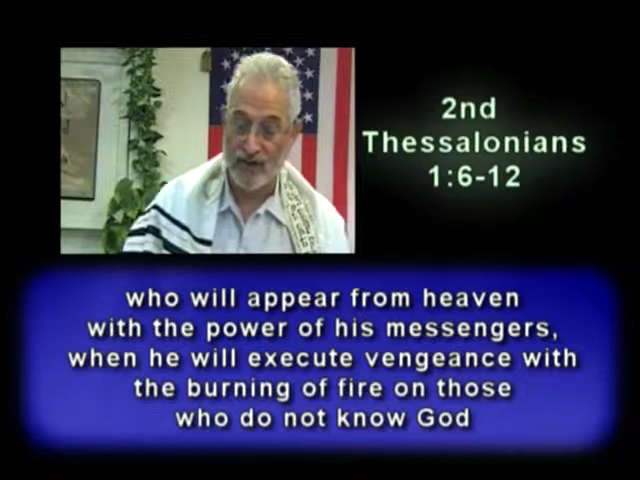 2nd
Thessalonians
1:6-12
who will appear from heaven
with the power of his messengers,
when he will execute vengeance with
the burning of fire on those
who do not know God